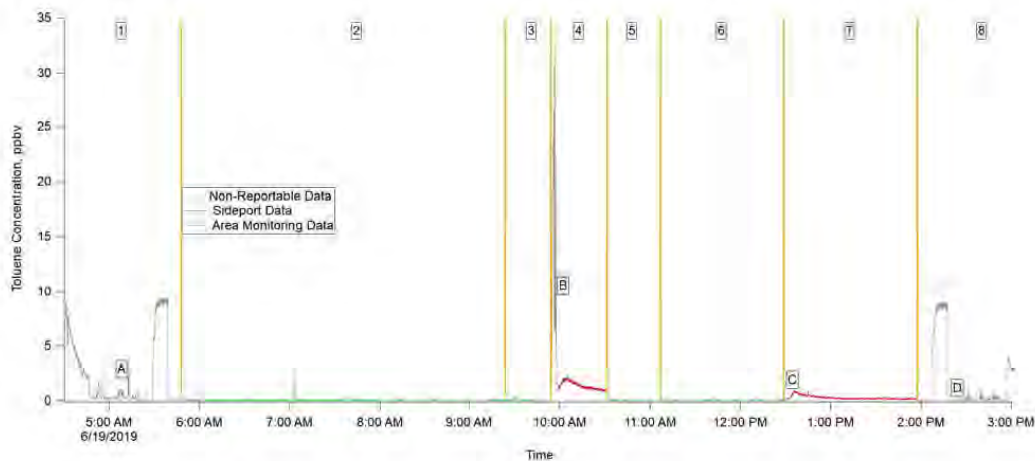 35
30
25
20
15
10
5
0
Toluene Concentration, ppbv
1
2
3
4
5
6
7
8
Non-Reportable Data
Sideport Data
Area Monitoring Data
A
B
C
D
5:00 AM
6/19/2019
6:00 AM
7:00 AM
8:00 AM
9:00 AM
10:00 AM
11:00 AM
12:00 PM
1:00 PM
2:00 PM
3:00 PM
Time